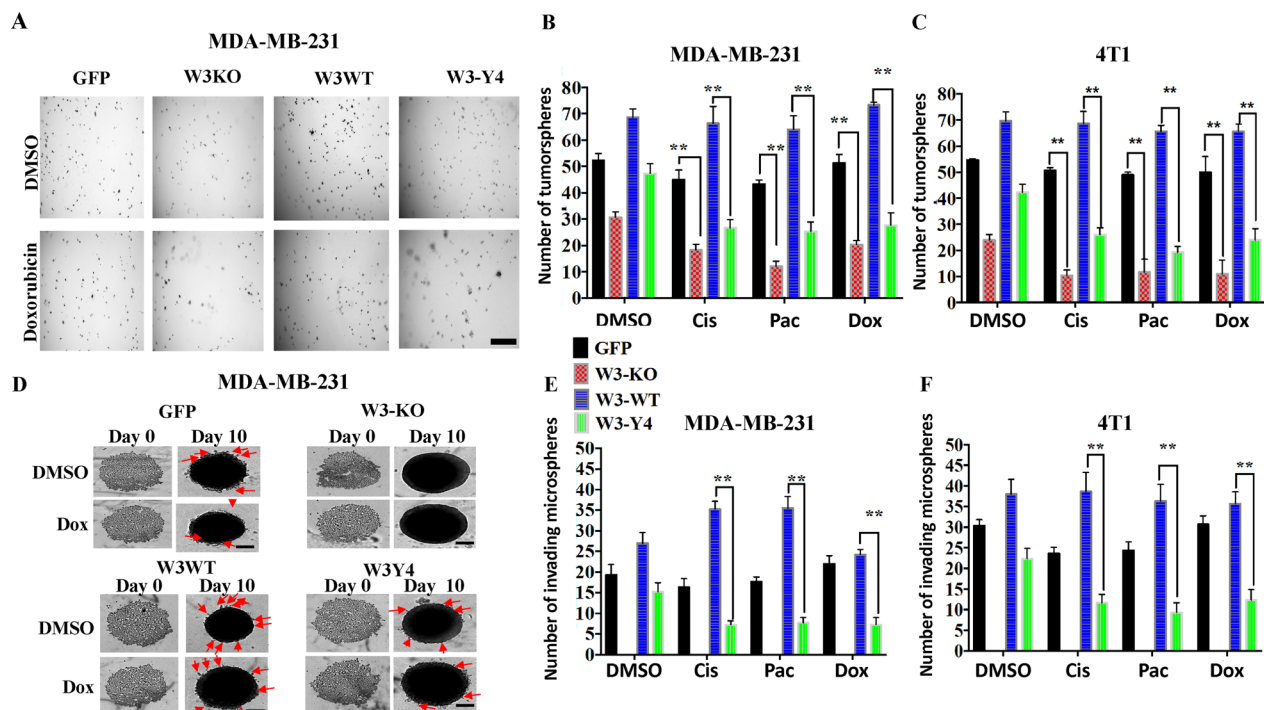 A
MDA-MB-231
GFP
W3KO
W3WT
W3-Y4
DMSO
Doxorubicin
B
MDA-MB-231
Number of tumorspheres
80
70
60
50
40
30
20
10
0
**
**
**
**
**
**
DMSO
Cis
Pac
Dox
C
4T1
Number of tumorspheres
80
70
60
50
40
30
20
10
0
**
**
**
**
**
**
DMSO
Cis
Pac
Dox
GFP
W3-KO
W3-WT
W3-Y4
D
MDA-MB-231
GFP
W3-KO
Day 0
Day 10
Day 0
Day 10
DMSO
Dox
W3WT
W3Y4
Day 0
Day 10
Day 0
Day 10
DMSO
Dox
E
MDA-MB-231
Number of invading microspheres
50
45
40
35
30
25
20
15
10
5
0
**
**
**
DMSO
Cis
Pac
Dox
F
4T1
Number of invading microspheres
50
45
40
35
30
25
20
15
10
5
0
**
**
**
DMSO
Cis
Pac
Dox